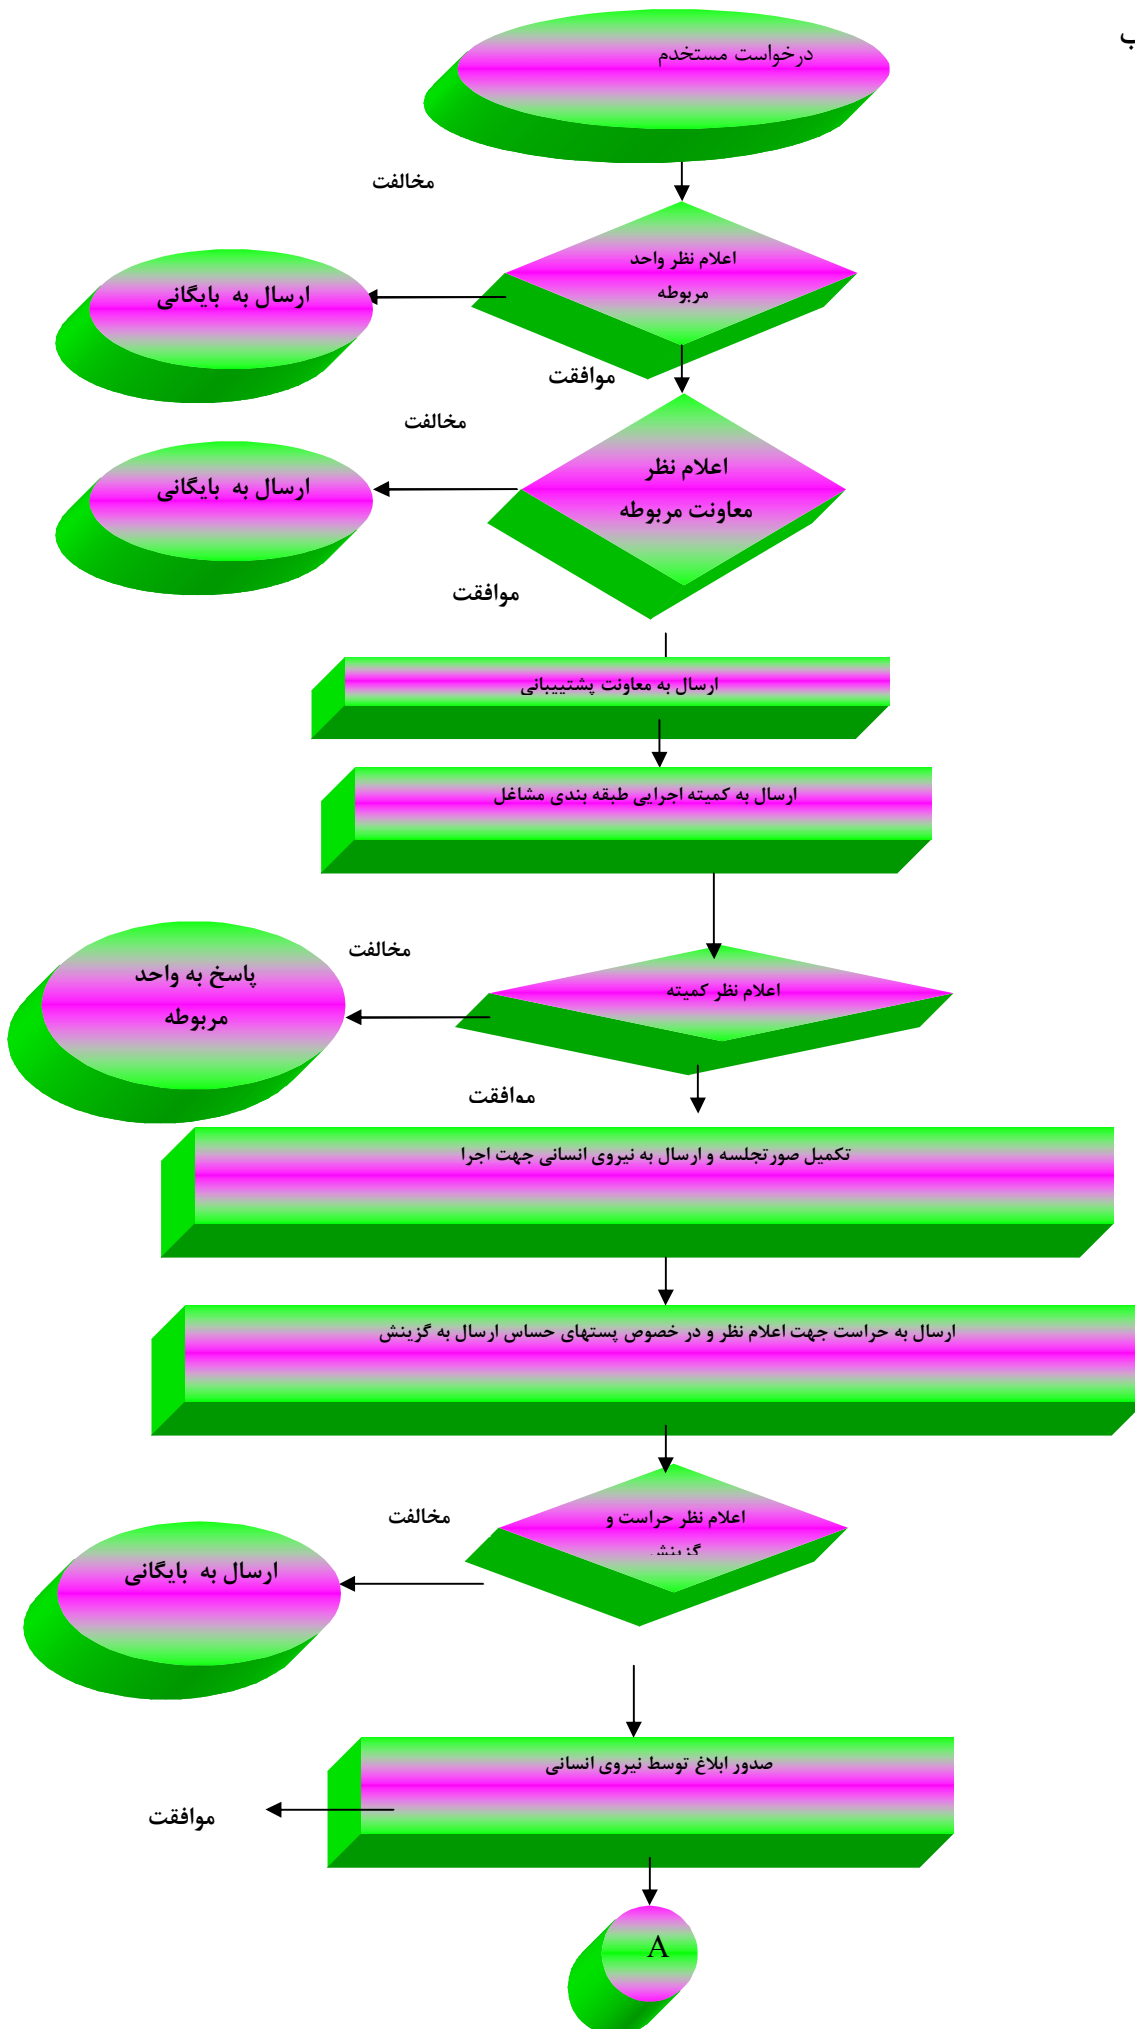 ب
درخواست مستخدم
مخالفت
اعلام نظر واحد
مربوطه
ارسال به بایگانی
موافقت
مخالفت
اعلام نظر
معاونت مربوطه
ارسال به بایگانی
موافقت
ارسال به معاونت پشتییبانی
ارسال به کمیته اجرایی طبقه بندی مشاغل
مخالفت
پاسخ به واحد
مربوطه
اعلام نظر کمیته
موافقت
تکمیل صورتجلسه و ارسال به نیروی انسانی جهت اجرا
ارسال به حراست جهت اعلام نظر و در خصوص پستهای حساس ارسال به گزینش
مخالفت
اعلام نظر حراست و
گزینش
ارسال به بایگانی
صدور ابلاغ توسط نیروی انسانی
موافقت
A